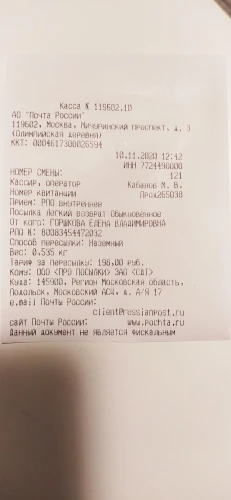 Касса № 119602.10
АО "Почта России"
119602, Москва, Мичуринский проспект, д. 3
(Олимпийская деревня)
ККТ: 0004617300026594
10.11.2020 12:42
ИНН 7724490000
НОМЕР СМЕНЫ: 121
Кассир, оператор Кабанов М. В.
Номер квитанции Прод265030
Прием: РПО внутреннее
Посылка Легкий возврат Обыкновенное
От кого: ГОРШКОВА ЕЛЕНА ВЛАДИМИРОВНА
РПО №: 80083454472032
Способ пересылки: Наземный
Вес: 0.535 кг
Тариф за пересылку: 198,00 руб.
Кому: ООО «ПРО ПОСЫЛКИ» ЗАО «СДТ»
Куда: 145900, Регион Московская область,
Подольск, Московский АСЦ, д. А/Я 17
e.mail Почты России:
client@russianpost.ru
сайт Почты России: www.pochta.ru
Данный документ не является фискальным